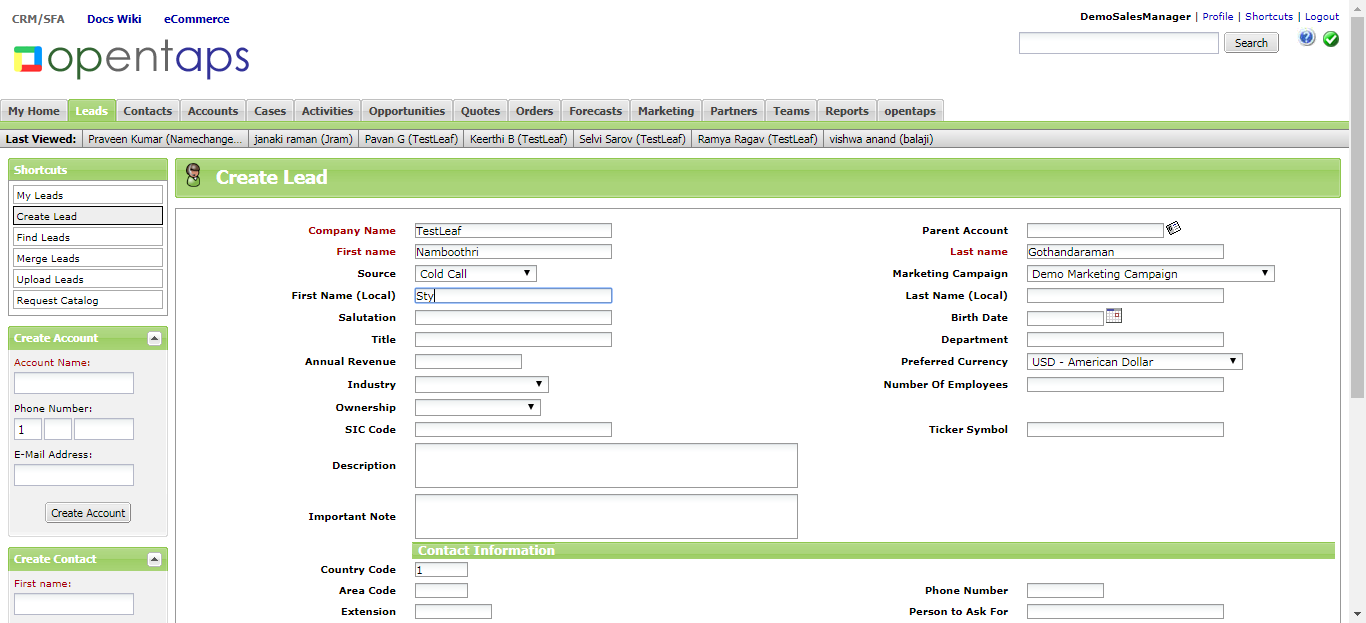 CRM/SFA Docs Wiki eCommerce
DemoSalesManager | Profile | Shortcuts | Logout
opentaps
Search
My Home Leads Contacts Accounts Cases Activities Opportunities Quotes Orders Forecasts Marketing Partners Teams Reports opentaps
Last Viewed: Praveen Kumar (Namechange... janaki raman (Jram) Pavan G (TestLeaf) Keerthi B (TestLeaf) Selvi Sarov (TestLeaf) Ramya Ragav (TestLeaf) vishwa anand (balaji)
Shortcuts
My Leads
Create Lead
Find Leads
Merge Leads
Upload Leads
Request Catalog
Create Account
Account Name:
Phone Number:
1
E-Mail Address:
Create Account
Create Contact
First name:
Create Lead
Company Name TestLeaf Parent Account
First name Namboothri Last name Gothandaraman
Source Cold Call Marketing Campaign Demo Marketing Campaign
First Name (Local) Sty Last Name (Local)
Salutation Birth Date
Title Department
Annual Revenue Preferred Currency USD - American Dollar
Industry Number Of Employees
Ownership
SIC Code Ticker Symbol
Description
Important Note
Contact Information
Country Code 1
Area Code Phone Number
Extension Person to Ask For